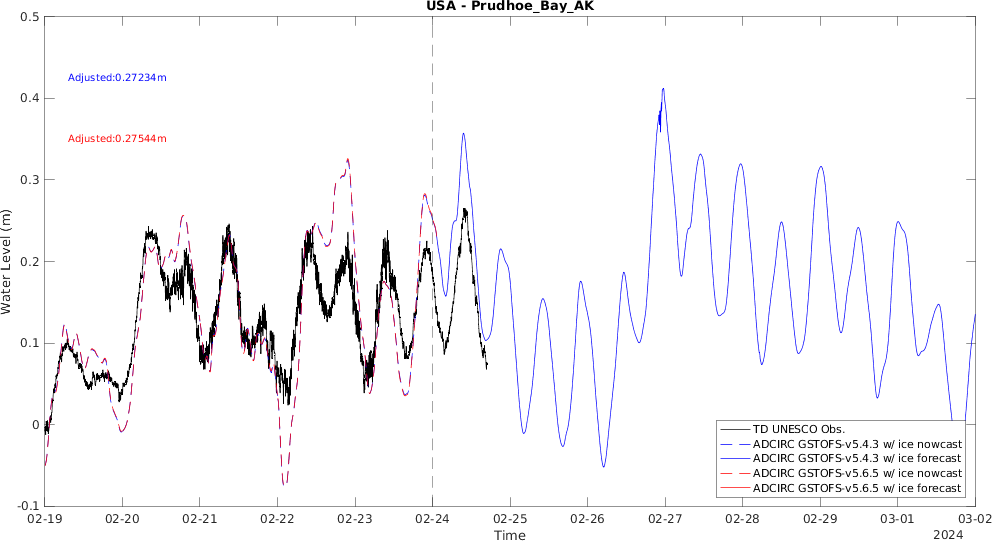 USA - Prudhoe_Bay_AK
0.5
0.4
0.3
0.2
0.1
0
-0.1
Water Level (m)
Adjusted:0.27234m
Adjusted:0.27544m
TD UNESCO Obs.
ADCIRC GSTOFS-v5.4.3 w/ ice nowcast
ADCIRC GSTOFS-v5.4.3 w/ ice forecast
ADCIRC GSTOFS-v5.6.5 w/ ice nowcast
ADCIRC GSTOFS-v5.6.5 w/ ice forecast
02-19 02-20 02-21 02-22 02-23 02-24 02-25 02-26 02-27 02-28 02-29 03-01 03-02
Time
2024